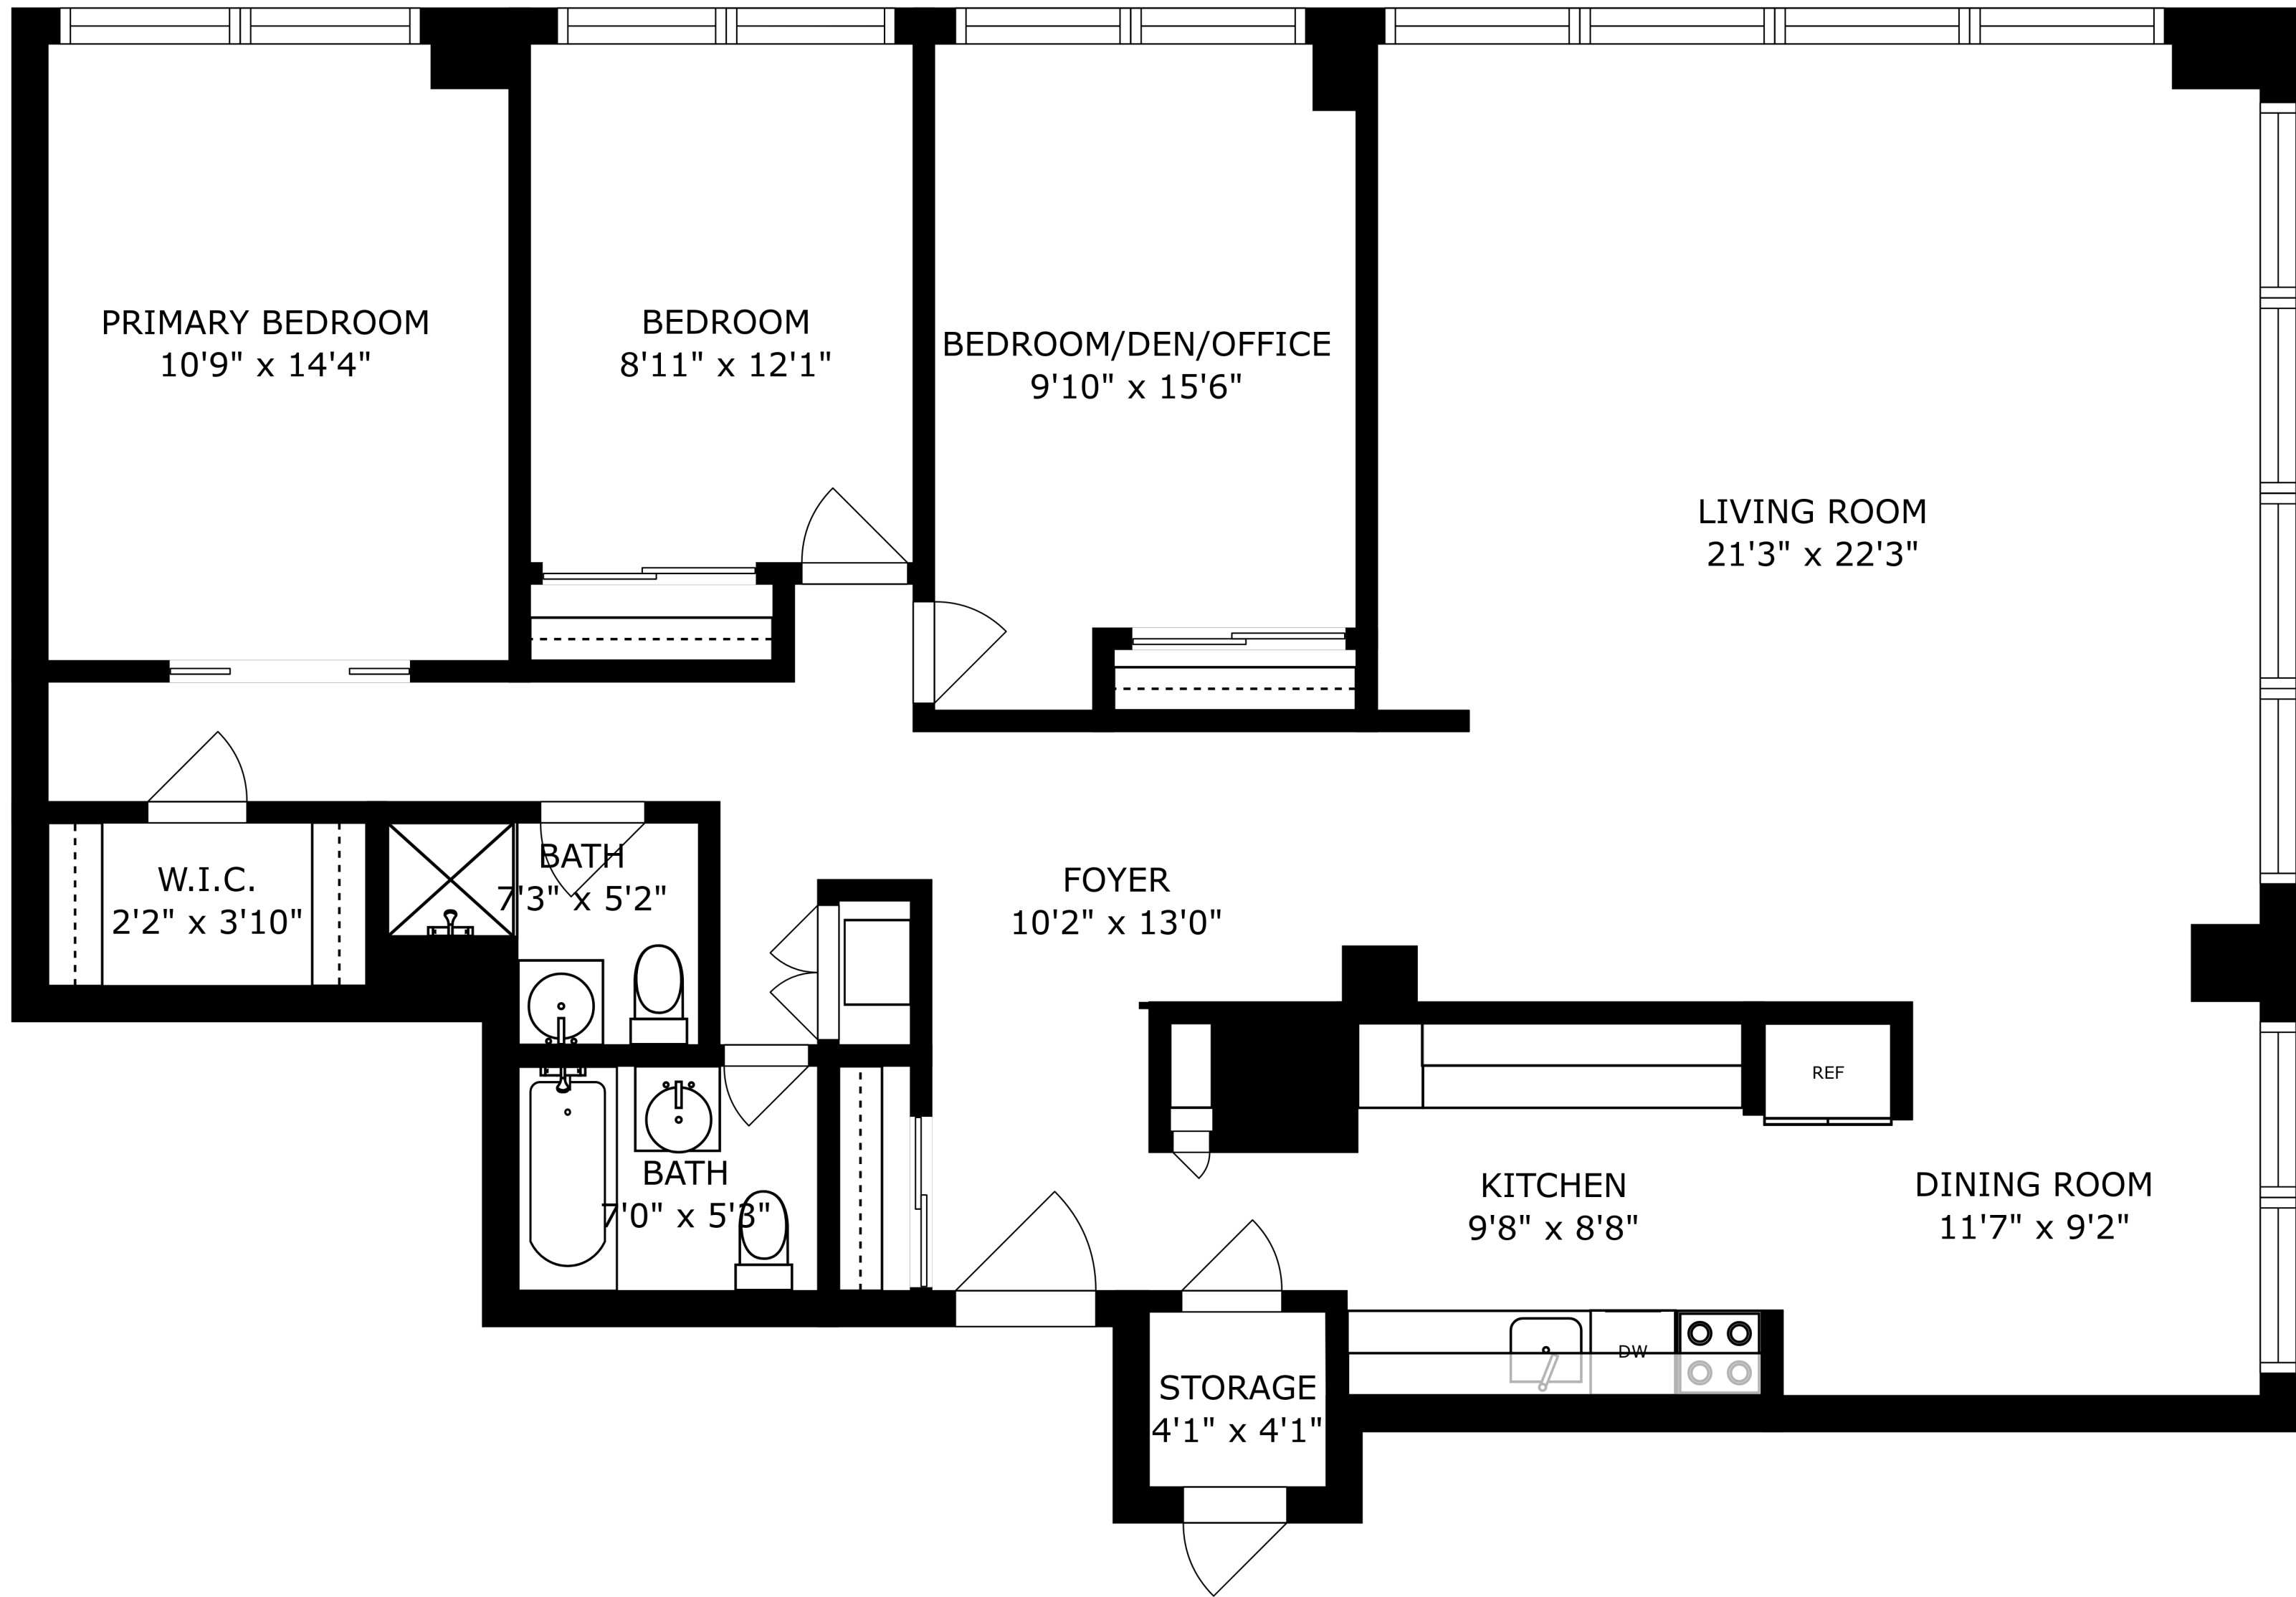 PRIMARY BEDROOM
10'9" x 14'4"
BEDROOM
8'11" x 12'1"
BEDROOM/DEN/OFFICE
9'10" x 15'6"
LIVING ROOM
21'3" x 22'3"
W.I.C.
2'2" x 3'10"
BATH
7'3" x 5'2"
FOYER
10'2" x 13'0"
REF
BATH
7'0" x 5'3"
KITCHEN
9'8" x 8'8"
DINING ROOM
11'7" x 9'2"
DW
STORAGE
4'1" x 4'1"